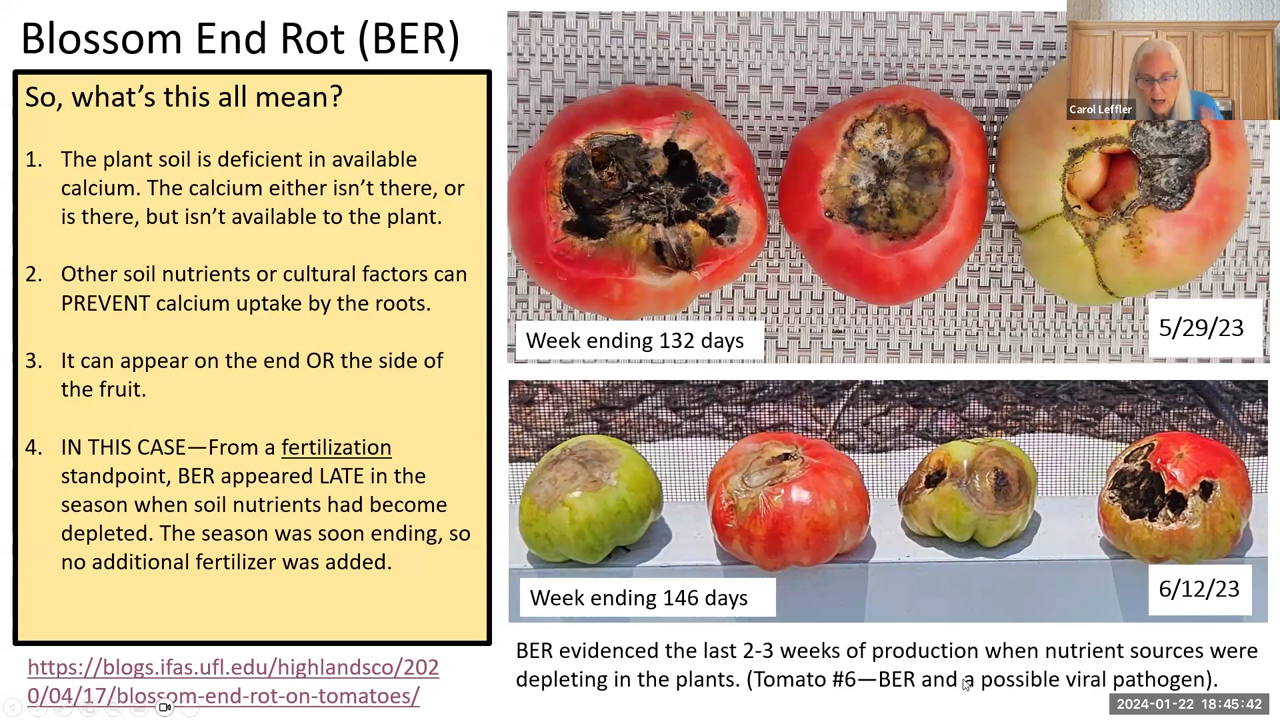 Blossom End Rot (BER)
So, what's this all mean?
1. The plant soil is deficient in available
calcium. The calcium either isn't there, or
is there, but isn't available to the plant.
2. Other soil nutrients or cultural factors can
PREVENT calcium uptake by the roots.
3. It can appear on the end OR the side of
the fruit.
4. IN THIS CASE—From a fertilization
standpoint, BER appeared LATE in the
season when soil nutrients had become
depleted. The season was soon ending, so
no additional fertilizer was added.
https://blogs.ifas.ufl.edu/highlandsco/202
0/04/17/blossom-end-rot-on-tomatoes/
Carol Leffler
Week ending 132 days
5/29/23
Week ending 146 days
6/12/23
BER evidenced the last 2-3 weeks of production when nutrient sources were
depleting in the plants. (Tomato #6—BER and a possible viral pathogen).
2024-01-22 18:45:42